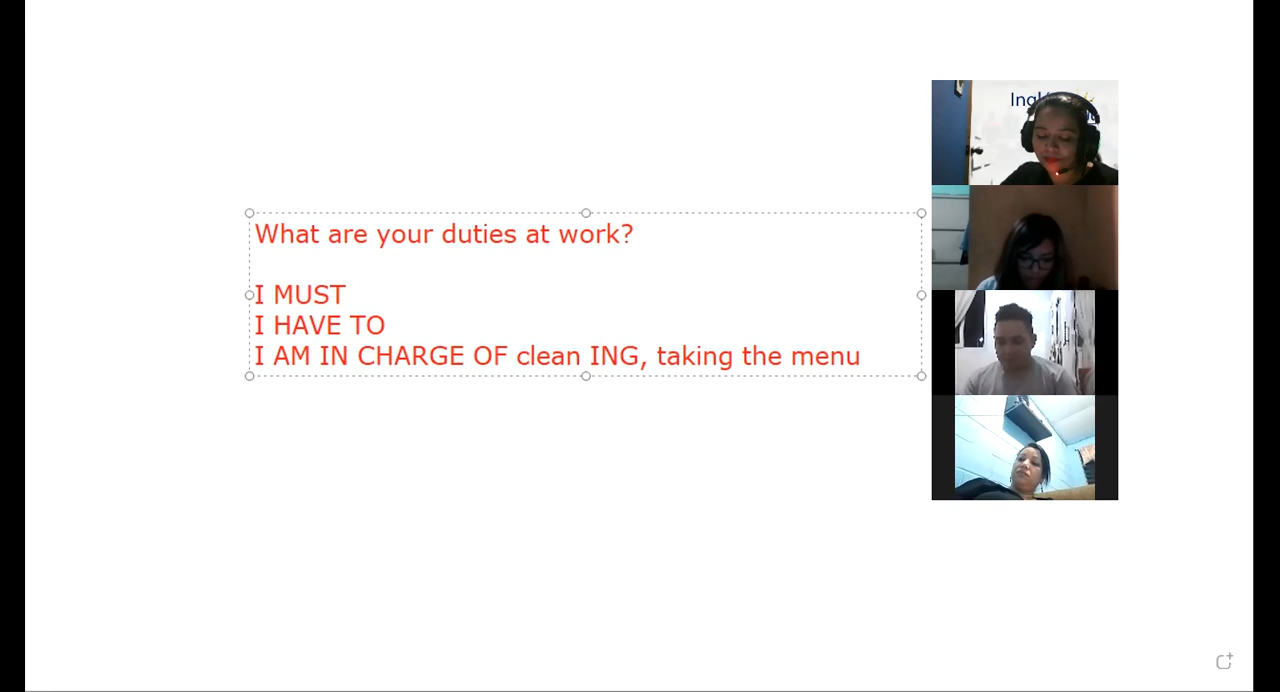 What are your duties at work?
I MUST
I HAVE TO
I AM IN CHARGE OF clean ING, taking the menu